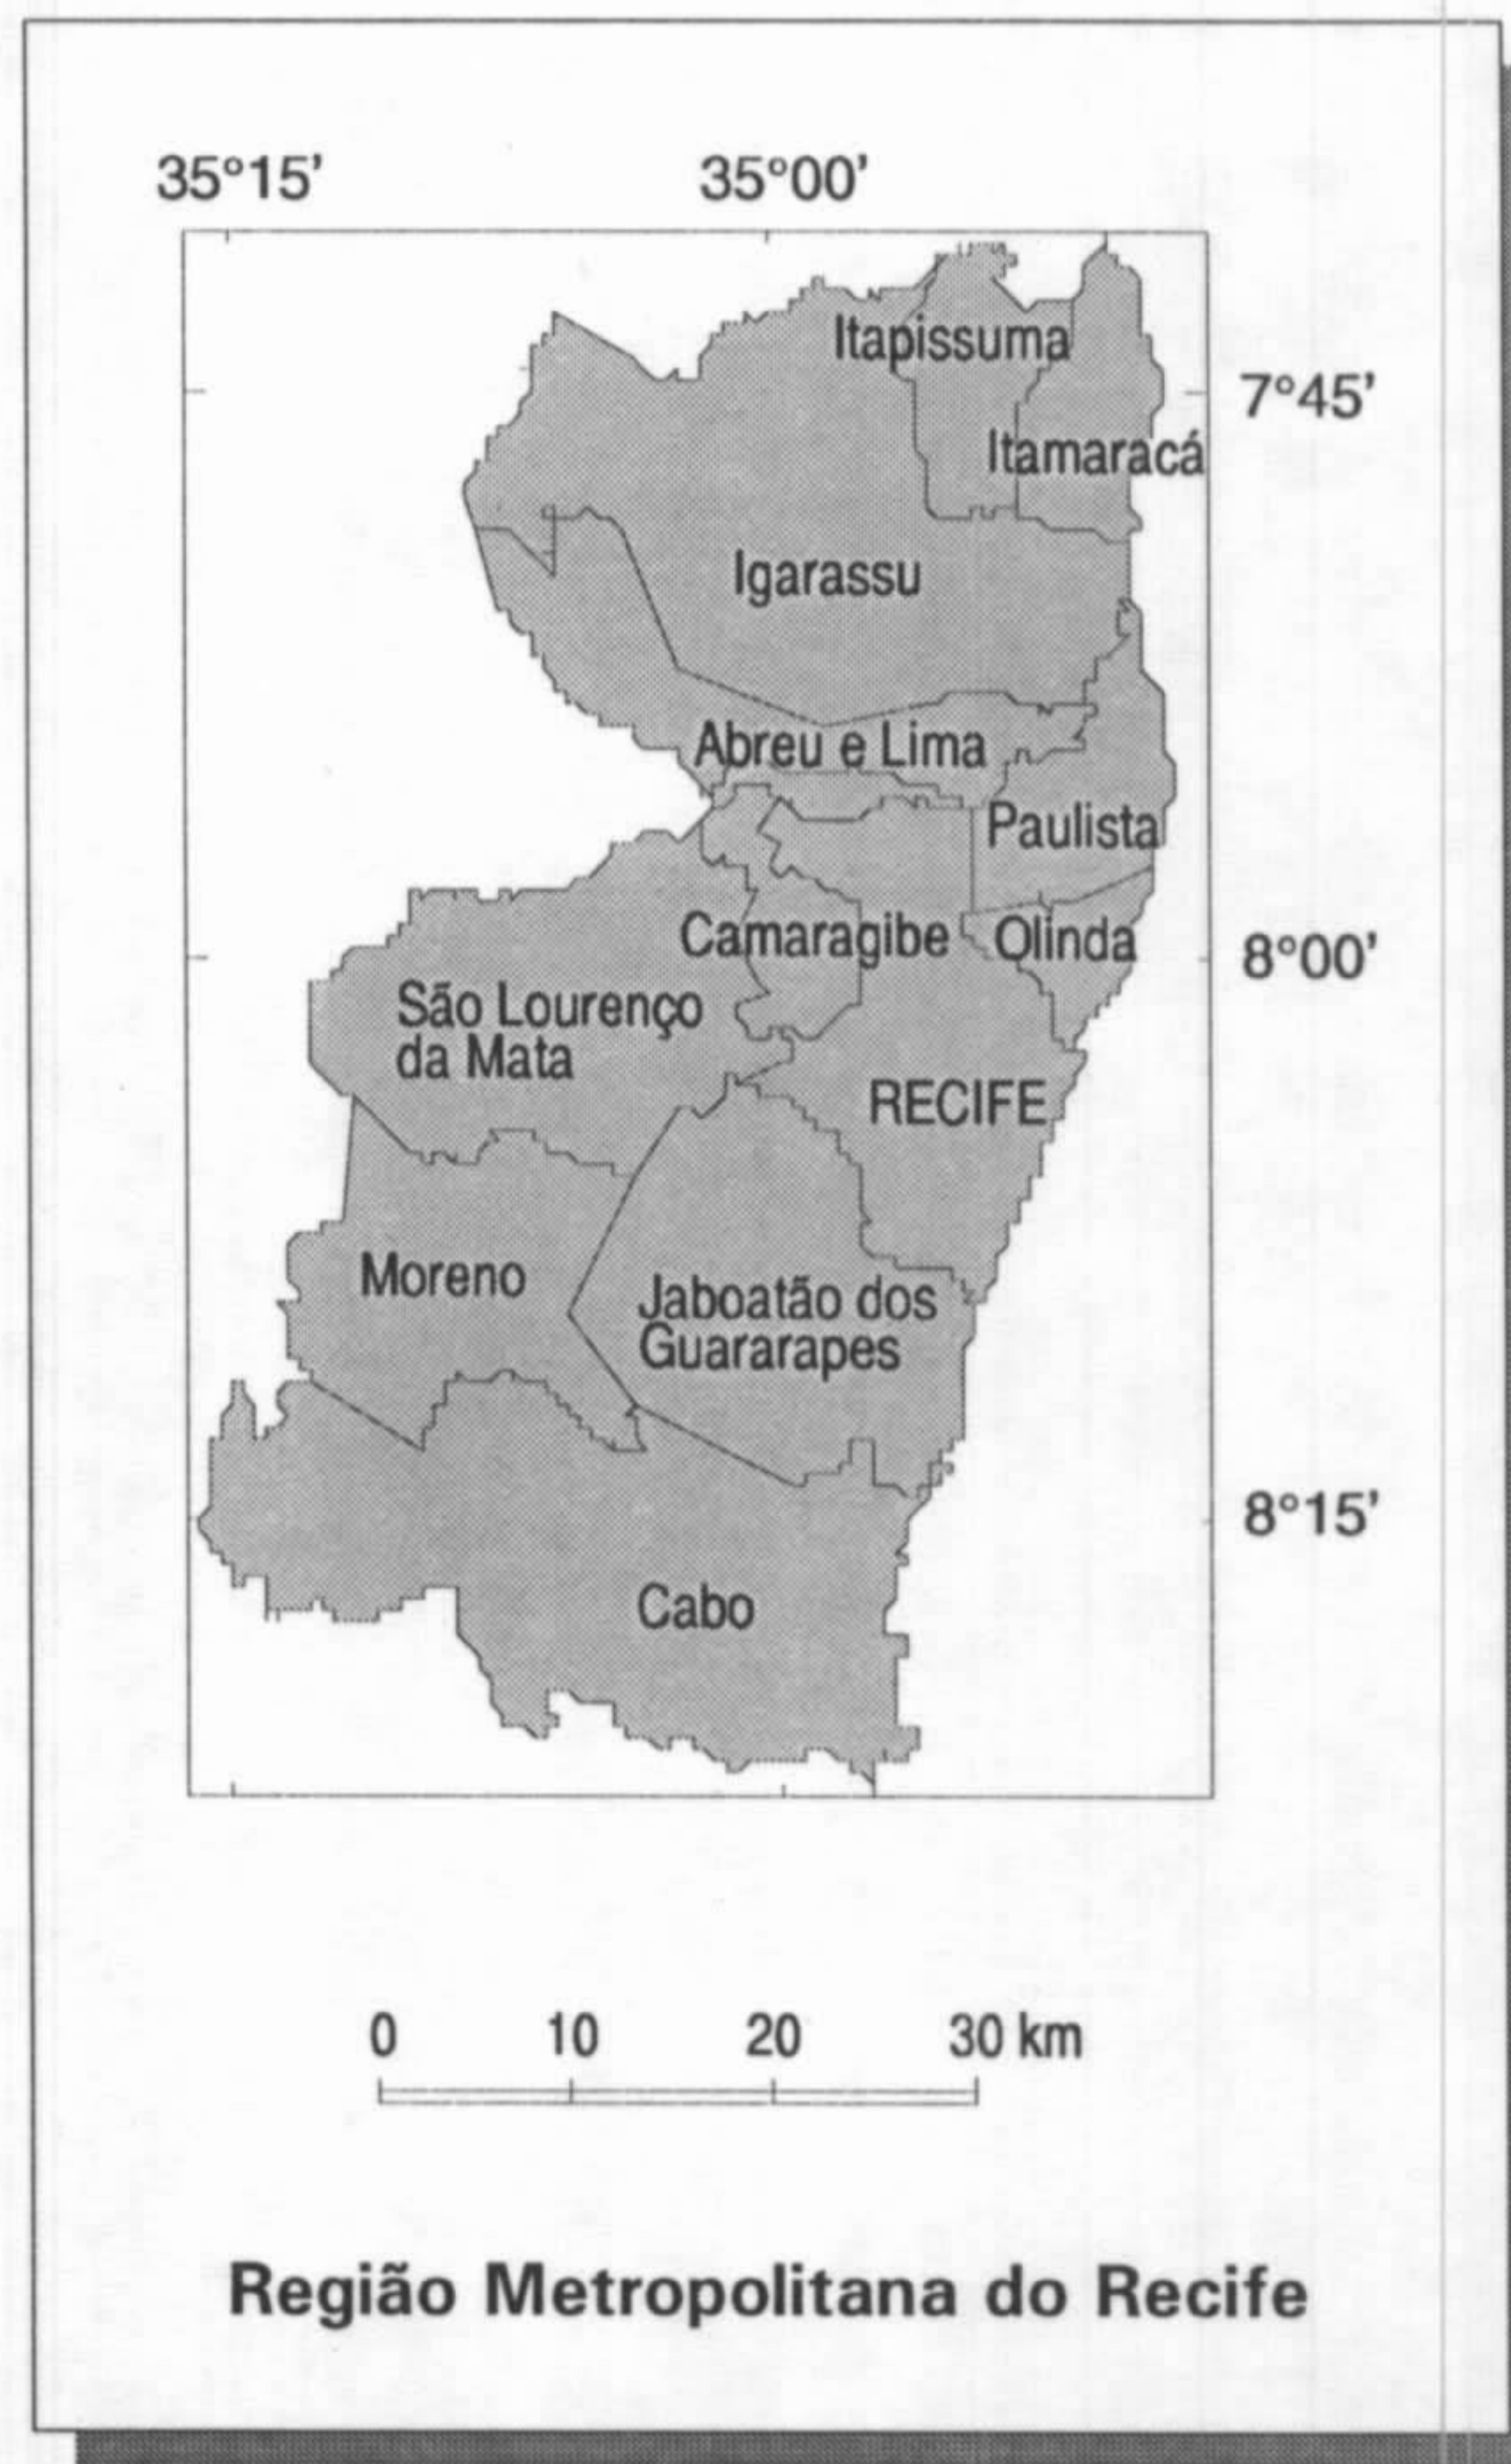 35°15' 35°00'
Itapissuma
7°45'
Itamaracá
Igarassu
Abreu e Lima
Paulista
Camaragibe
Olinda
8°00'
São Lourenço
da Mata
RECIFE
Moreno
Jaboatão dos
Guararapes
8°15'
Cabo
0 10 20 30 km
Região Metropolitana do Recife